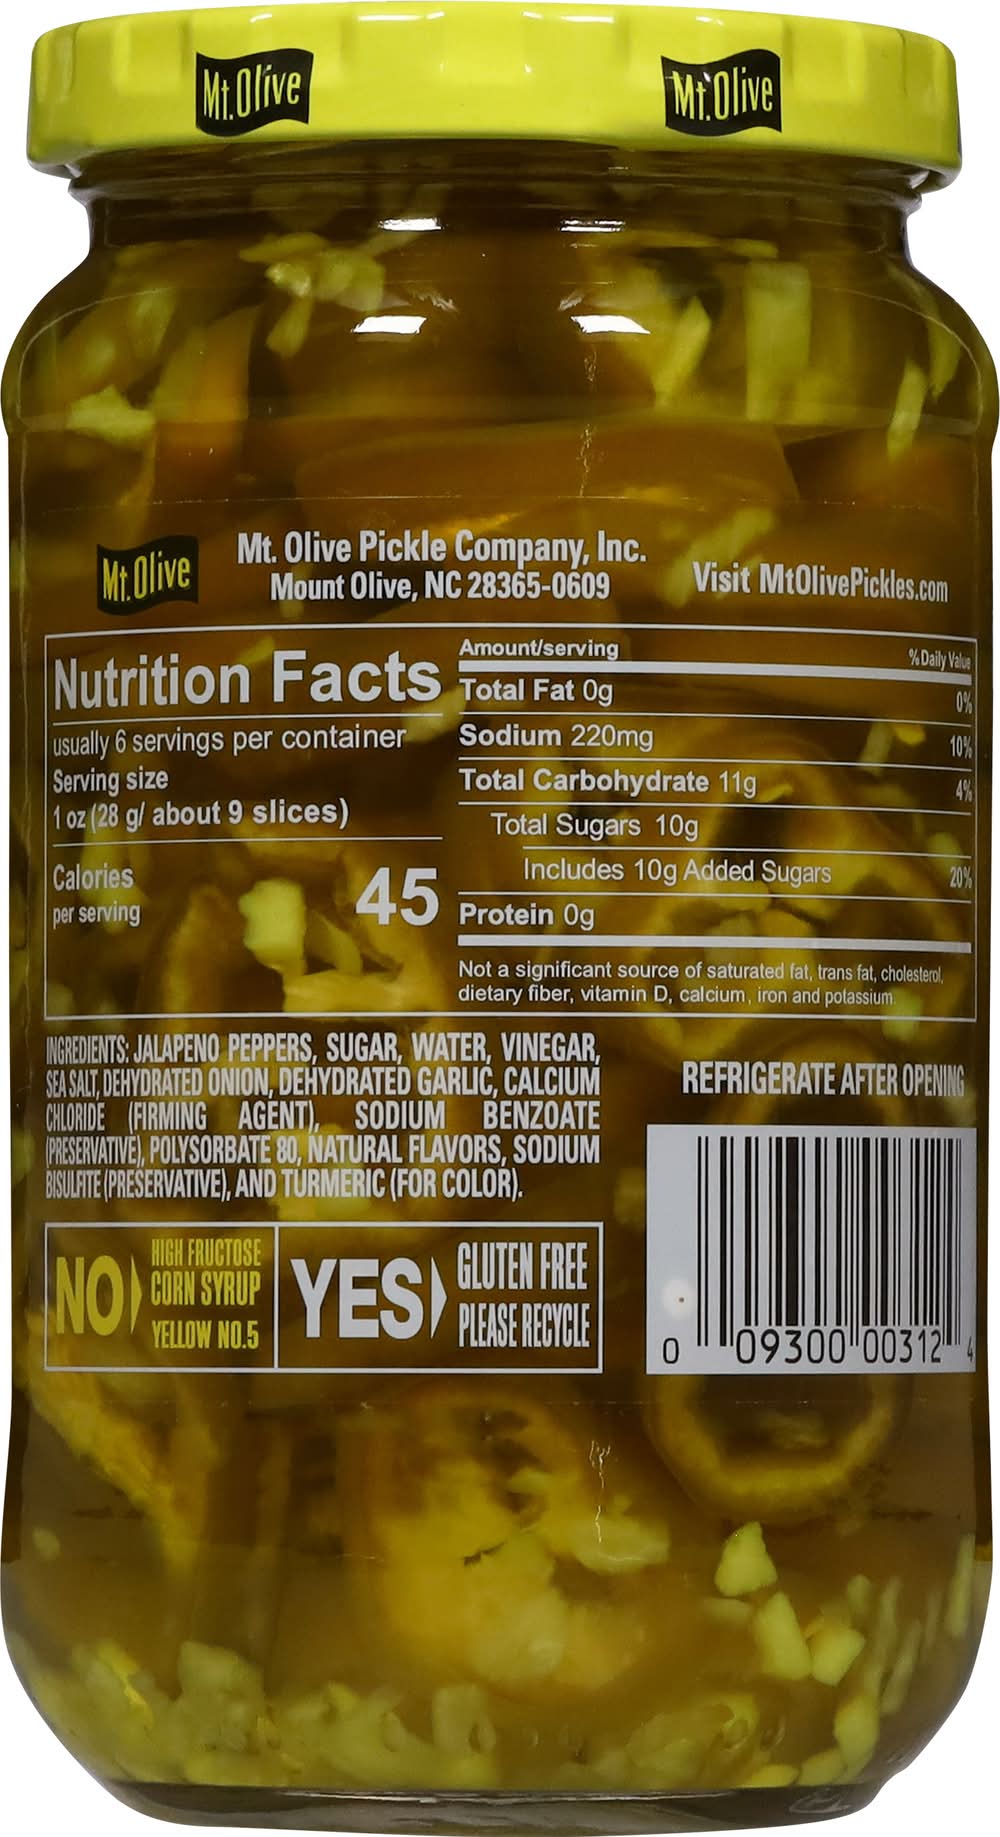 Mt. Olive
Mt. Olive
Mt. Olive
Mt. Olive Pickle Company, Inc.
Mount Olive, NC 28365-0609
Visit MtOlivePickles.com
Nutrition Facts
usually 6 servings per container
Serving size
1 oz (28 g/ about 9 slices)
Calories
per serving
45
Amount/serving % Daily Value
Total Fat 0g 0%
Sodium 220mg 10%
Total Carbohydrate 11g 4%
Total Sugars 10g
Includes 10g Added Sugars 20%
Protein 0g
Not a significant source of saturated fat, trans fat, cholesterol,
dietary fiber, vitamin D, calcium, iron and potassium.
INGREDIENTS: JALAPENO PEPPERS, SUGAR, WATER, VINEGAR,
SEA SALT, DEHYDRATED ONION, DEHYDRATED GARLIC, CALCIUM
CHLORIDE (FIRMING AGENT), SODIUM BENZOATE
(PRESERVATIVE), POLYSORBATE 80, NATURAL FLAVORS, SODIUM
BISULFITE (PRESERVATIVE), AND TURMERIC (FOR COLOR).
REFRIGERATE AFTER OPENING
NO
HIGH FRUCTOSE
CORN SYRUP
YELLOW NO.5
YES
GLUTEN FREE
PLEASE RECYCLE
0 09300 00312 4